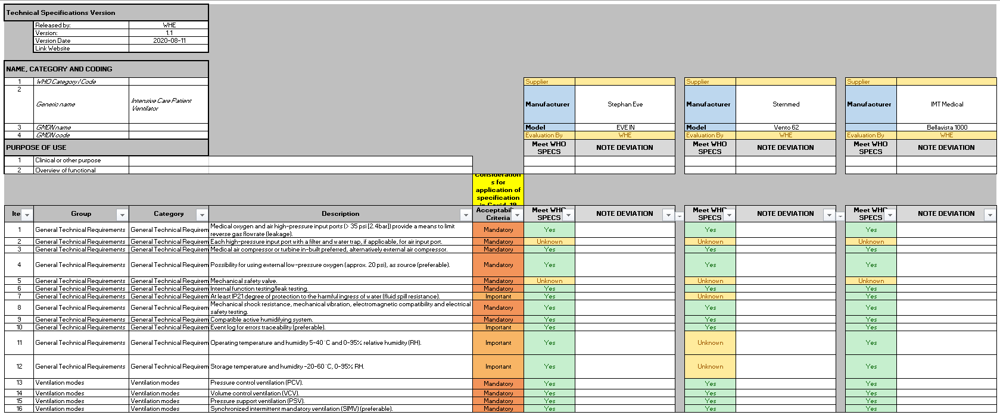 Technical Specifications Version
Released by: WHE
Version: 1.1
Version Date 2020-08-11
Link Website
NAME, CATEGORY AND CODING
1 WHO Category / Code Supplier Supplier Supplier
2 Generic name Intensive Care Patient Ventilator Manufacturer Stephan Eve Manufacturer Sternmed Manufacturer IMT Medical
3 GMDN name Model EVE IN Model Vento 62 Bellavista 1000
4 GMDN code Evaluation By WHE Evaluation By WHE Evaluation By WHE
PURPOSE OF USE Meet WHO SPECS NOTE DEVIATION Meet WHO SPECS NOTE DEVIATION Meet WHO SPECS NOTE DEVIATION
1 Clinical or other purpose
2 Overview of functional
Consideration
s for
application of
specification
in Covid-19
Ite Group Category Description Acceptabil Criteria Meet WHO SPECS NOTE DEVIATION Meet WHO SPECS NOTE DEVIATION Meet WHO SPECS NOTE DEVIATION
1 General Technical Requirements General Technical Requirem Medical oxygen and air high-pressure input ports (> 35 psi [2.4bar]) provide a means to limit reverse gas flowrate (leakage). Mandatory Yes Yes Yes
2 General Technical Requirements General Technical Requirem Each high-pressure input port with a filter and water trap, if applicable, for air input port. Mandatory Unknown Unknown Unknown
3 General Technical Requirements General Technical Requirem Medical air compressor or turbine in-built preferred, alternatively external air compressor. Mandatory Yes Yes Yes
4 General Technical Requirements General Technical Requirem Possibility for using external low-pressure oxygen (approx. 20 psi), as source (preferable). Mandatory Yes Yes Yes
5 General Technical Requirements General Technical Requirem Mechanical safety valve. Mandatory Unknown Unknown Unknown
6 General Technical Requirements General Technical Requirem Internal function testing/leak testing. Mandatory Yes Yes Yes
7 General Technical Requirements General Technical Requirem At least IP21 degree of protection to the harmful ingress of water (fluid spill resistance). Important Yes Unknown Yes
8 General Technical Requirements General Technical Requirem Mechanical shock resistance, mechanical vibration, electromagnetic compatibility and electrical safety testing. Mandatory Yes Yes Yes
9 General Technical Requirements General Technical Requirem Compatible active humidifying system. Mandatory Yes Yes Yes
10 General Technical Requirements General Technical Requirem Event log for errors traceability (preferable). Important Yes Yes Yes
11 General Technical Requirements General Technical Requirem Operating temperature and humidity 5-40 °C and 0-95% relative humidity (RH). Important Yes Unknown Yes
12 General Technical Requirements General Technical Requirem Storage temperature and humidity -20-60 °C, 0-95% RH. Important Yes Unknown Yes
13 Ventilation modes Ventilation modes Pressure control ventilation (PCV). Mandatory Yes Yes Yes
14 Ventilation modes Ventilation modes Volume control ventilation (VCV). Mandatory Yes Yes Yes
15 Ventilation modes Ventilation modes Pressure support ventilation (PSV). Mandatory Yes Yes Yes
16 Ventilation modes Ventilation modes Synchronized intermittent mandatory ventilation (SIMV) (preferable). Mandatory Yes Yes Yes